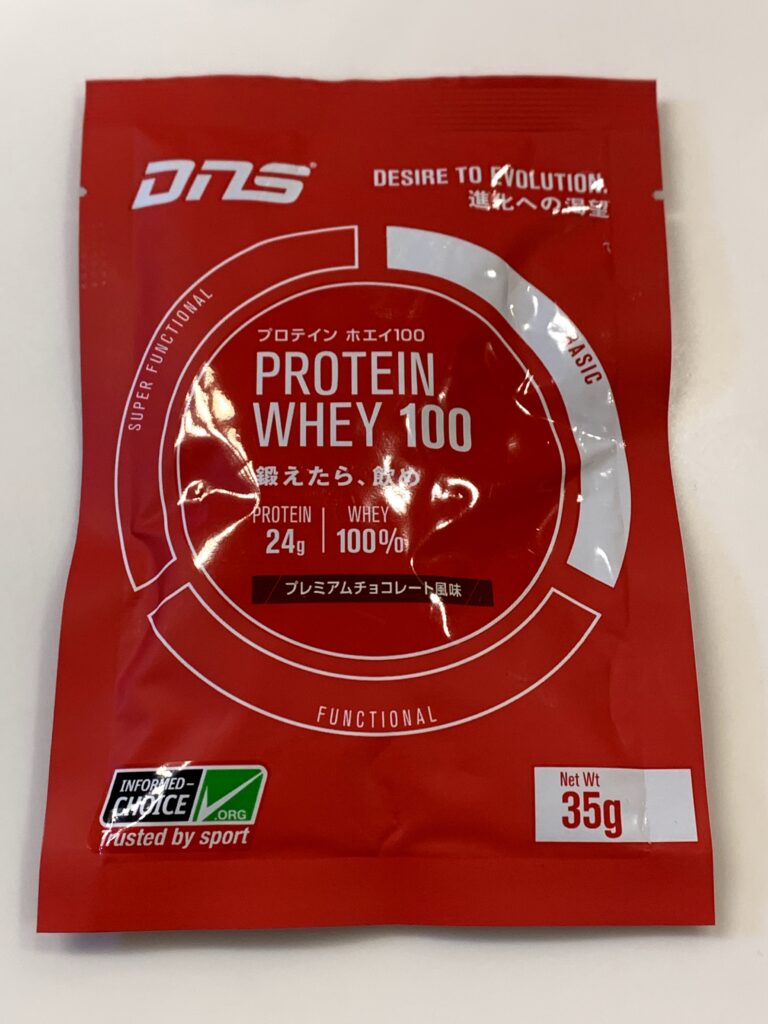 DNS
DESIRE TO EVOLUTION.
進化への渇望
SUPER FUNCTIONAL
BASIC
プロテイン ホエイ100
PROTEIN
WHEY 100
鍛えたら、飲め
PROTEIN
24g
WHEY
100%
プレミアムチョコレート風味
FUNCTIONAL
INFORMED-
CHOICE
.ORG
Trusted by sport
Net Wt
35g